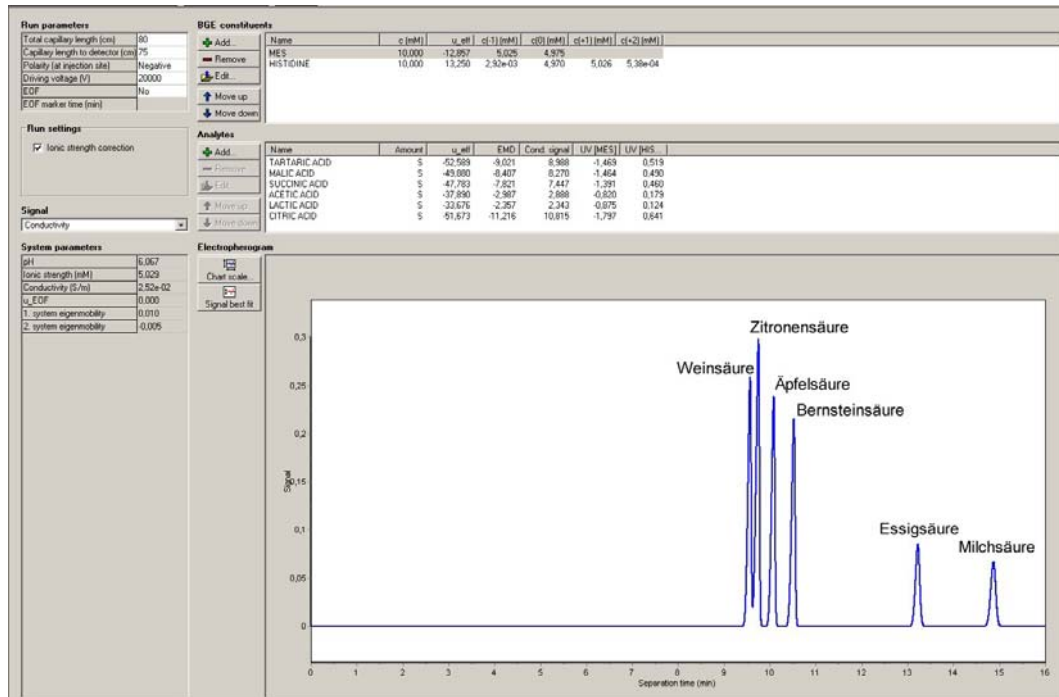 Run parameters
Total capillary length (cm) 80
Capillary length to detector (cm) 75
Polarity (at injection site) Negative
Driving voltage (V) 20000
EOF No
EOF marker time (min)
Run settings
Ionic strength correction
Signal
Conductivity
System parameters
pH 6,067
Ionic strength (mM) 5,029
Conductivity (S/m) 2,52e-02
u_EOF 0,000
1. system eigenmobility 0,010
2. system eigenmobility -0,005
BGE constituents
Add...
Remove
Edit...
Move up
Move down
Name c (mM) u_eff c(-1) (mM) c(0) (mM) c(+1) (mM) c(+2) (mM)
MES 10,000 -12,857 5,025 4,975
HISTIDINE 10,000 13,250 2,92e-03 4,970 5,026 5,38e-04
Analytes
Add...
Remove
Edit
Move up
Move down
Name Amount u_eff EMD Cond. signal UV [MES] UV [HIS...
TARTARIC ACID S -52,589 -9,021 8,988 -1,469 0,519
MALIC ACID S -49,880 -8,407 8,270 -1,464 0,490
SUCCINIC ACID S -47,783 -7,821 7,447 -1,391 0,460
ACETIC ACID S -37,890 -2,987 2,888 -0,820 0,179
LACTIC ACID S -33,676 -2,357 2,343 -0,875 0,124
CITRIC ACID S -51,673 -11,216 10,815 -1,797 0,641
Electropherogram
Chart scale...
Signal best fit
Zitronensäure
Weinsäure
Äpfelsäure
Bernsteinsäure
Essigsäure
Milchsäure
Signal
0,3
0,25
0,2
0,15
0,1
0,05
0
0 1 2 3 4 5 6 7 8 9 10 11 12 13 14 15 16
Separation time (min)